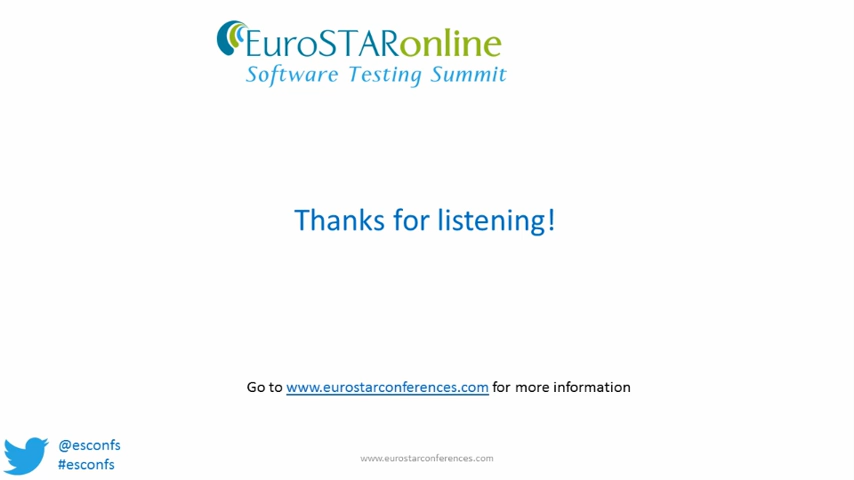 EuroSTARonline
Software Testing Summit
Thanks for listening!
Go to www.eurostarconferences.com for more information
@esconfs
#esconfs
www.eurostarconferences.com